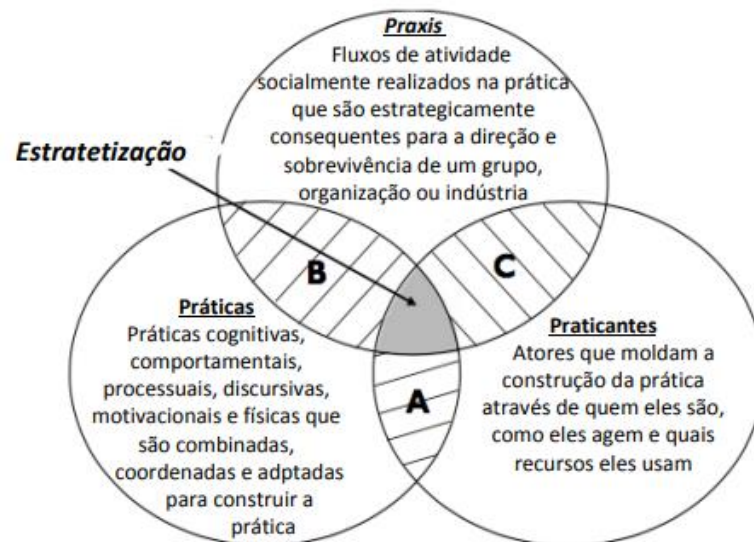 Praxis
Fluxos de atividade
socialmente realizados na prática
que são estrategicamente
consequentes para a direção e
sobrevivência de um grupo,
organização ou indústria
Estratetização
B
C
Práticas
Práticas cognitivas,
comportamentais,
processuais, discursivas,
motivacionais e físicas que
são combinadas,
coordenadas e adptadas
para construir a
prática
A
Praticantes
Atores que moldam a
construção da prática
através de quem eles são,
como eles agem e quais
recursos eles usam